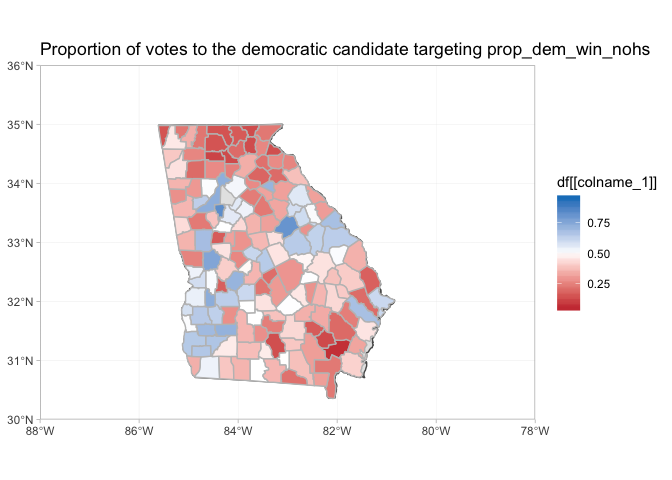 Proportion of votes to the democratic candidate targeting prop_dem_win_nohs
36°N
35°N
34°N
33°N
32°N
31°N
30°N
88°W
86°W
84°W
82°W
80°W
78°W
df[[colname_1]]
0.75
0.50
0.25